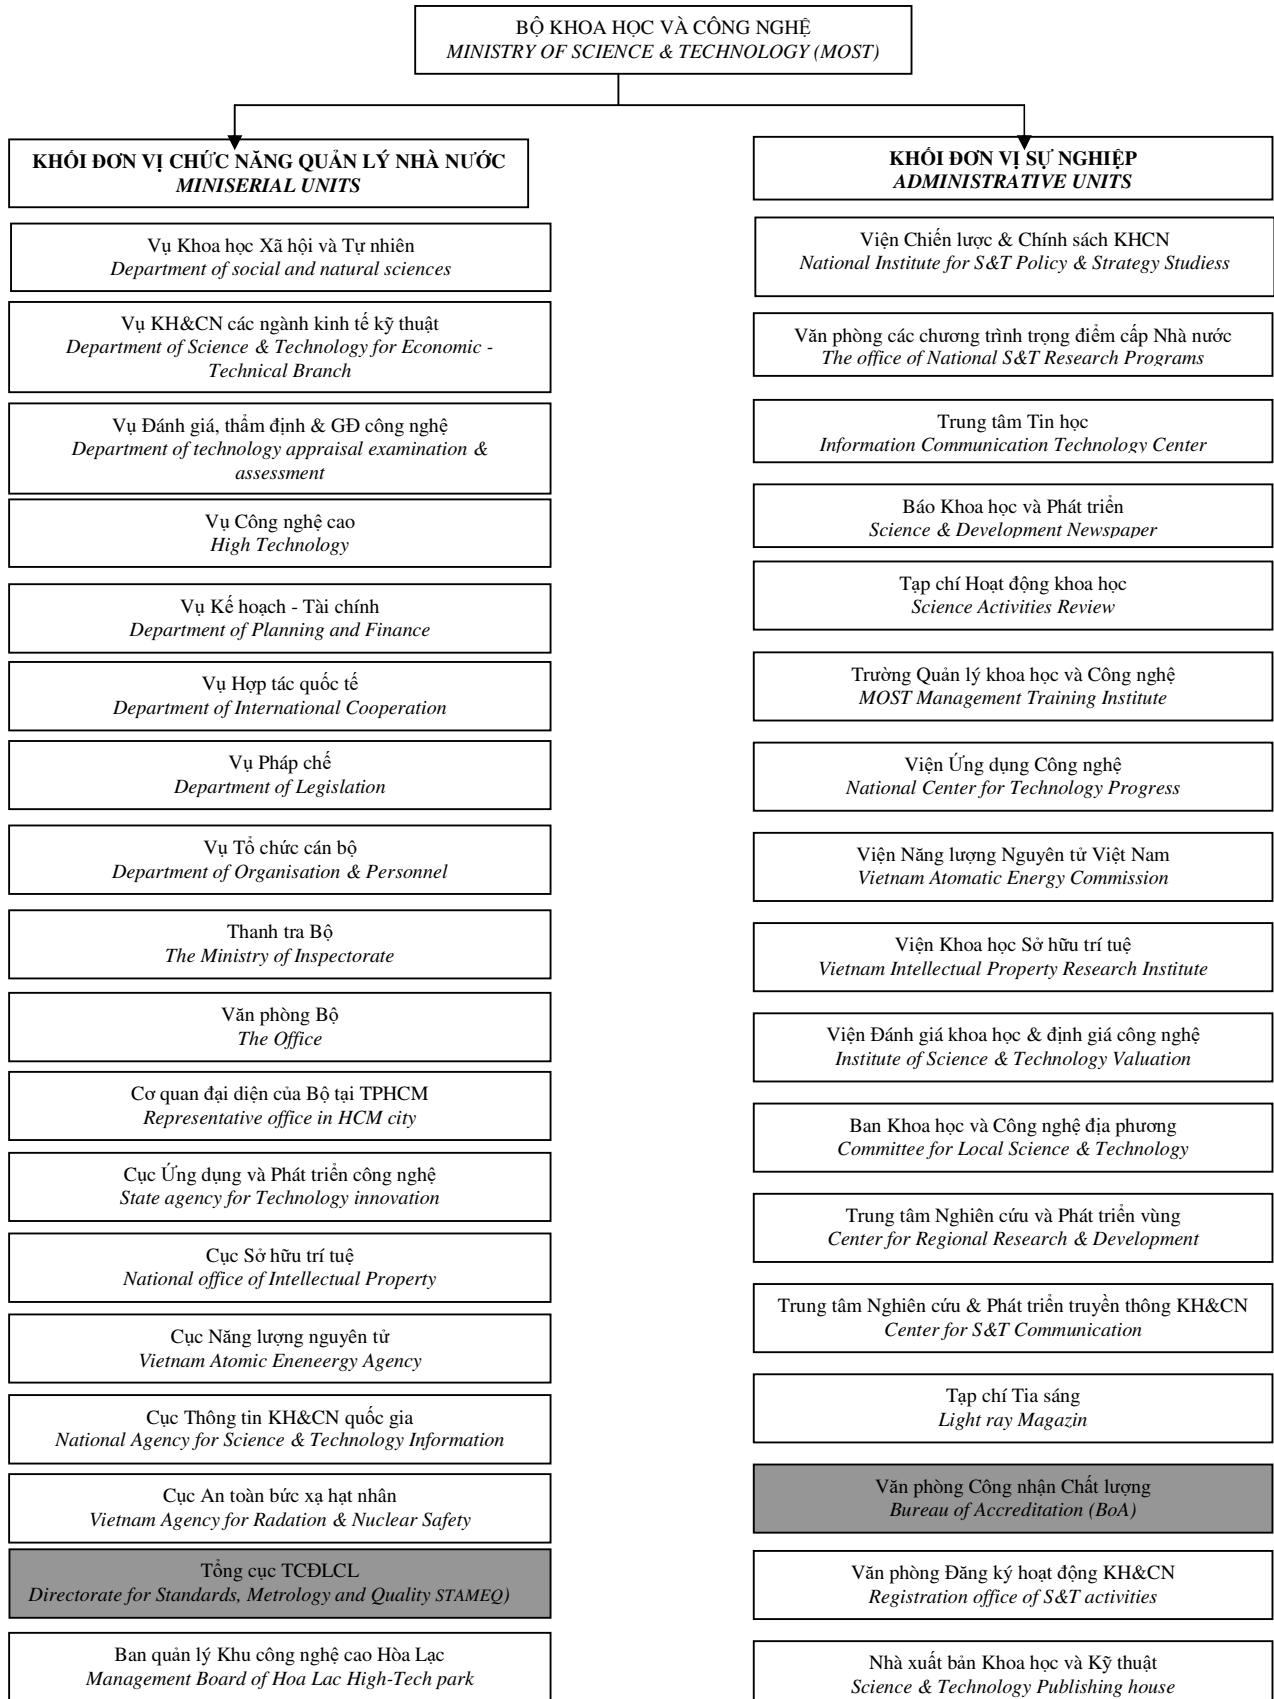 BỘ KHOA HỌC VÀ CÔNG NGHỆ
MINISTRY OF SCIENCE & TECHNOLOGY (MOST)
KHỐI ĐƠN VỊ CHỨC NĂNG QUẢN LÝ NHÀ NƯỚC
MINISERIAL UNITS
Vụ Khoa học Xã hội và Tự nhiên
Department of social and natural sciences
Vụ KH&CN các ngành kinh tế kỹ thuật
Department of Science & Technology for Economic -
Technical Branch
Vụ Đánh giá, thẩm định & GĐ công nghệ
Department of technology appraisal examination &
assessment
Vụ Công nghệ cao
High Technology
Vụ Kế hoạch - Tài chính
Department of Planning and Finance
Vụ Hợp tác quốc tế
Department of International Cooperation
Vụ Pháp chế
Department of Legislation
Vụ Tổ chức cán bộ
Department of Organisation & Personnel
Thanh tra Bộ
The Ministry of Inspectorate
Văn phòng Bộ
The Office
Cơ quan đại diện của Bộ tại TPHCM
Representative office in HCM city
Cục Ứng dụng và Phát triển công nghệ
State agency for Technology innovation
Cục Sở hữu trí tuệ
National office of Intellectual Property
Cục Năng lượng nguyên tử
Vietnam Atomic Eneneergy Agency
Cục Thông tin KH&CN quốc gia
National Agency for Science & Technology Information
Cục An toàn bức xạ hạt nhân
Vietnam Agency for Radation & Nuclear Safety
Tổng cục TCĐLCL
Directorate for Standards, Metrology and Quality STAMEQ)
Ban quản lý Khu công nghệ cao Hòa Lạc
Management Board of Hoa Lac High-Tech park
KHỐI ĐƠN VỊ SỰ NGHIỆP
ADMINISTRATIVE UNITS
Viện Chiến lược & Chính sách KHCN
National Institute for S&T Policy & Strategy Studiess
Văn phòng các chương trình trọng điểm cấp Nhà nước
The office of National S&T Research Programs
Trung tâm Tin học
Information Communication Technology Center
Báo Khoa học và Phát triển
Science & Development Newspaper
Tạp chí Hoạt động khoa học
Science Activities Review
Trường Quản lý khoa học và Công nghệ
MOST Management Training Institute
Viện Ứng dụng Công nghệ
National Center for Technology Progress
Viện Năng lượng Nguyên tử Việt Nam
Vietnam Atomatic Energy Commission
Viện Khoa học Sở hữu trí tuệ
Vietnam Intellectual Property Research Institute
Viện Đánh giá khoa học & định giá công nghệ
Institute of Science & Technology Valuation
Ban Khoa học và Công nghệ địa phương
Committee for Local Science & Technology
Trung tâm Nghiên cứu và Phát triển vùng
Center for Regional Research & Development
Trung tâm Nghiên cứu & Phát triển truyền thông KH&CN
Center for S&T Communication
Tạp chí Tia sáng
Light ray Magazin
Văn phòng Công nhận Chất lượng
Bureau of Accreditation (BoA)
Văn phòng Đăng ký hoạt động KH&CN
Registration office of S&T activities
Nhà xuất bản Khoa học và Kỹ thuật
Science & Technology Publishing house